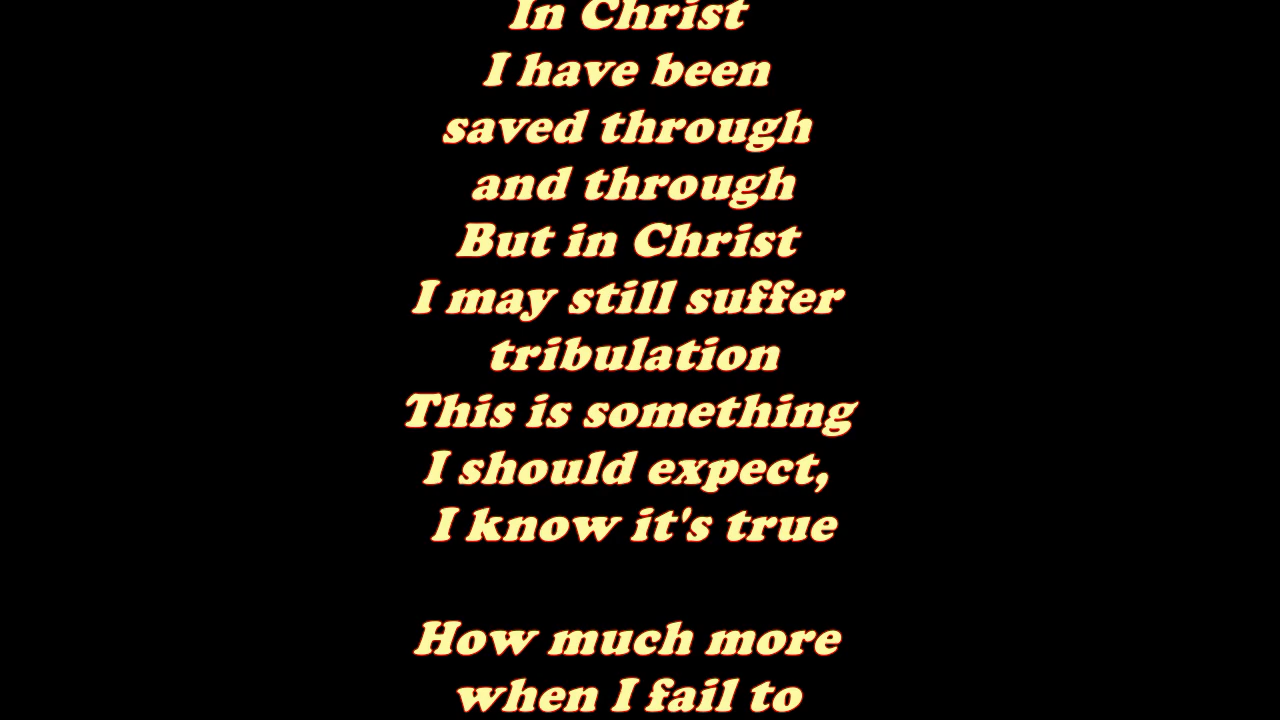 In Christ
I have been
saved through
and through
But in Christ
I may still suffer
tribulation
This is something
I should expect,
I know it's true
How much more
when I fail to